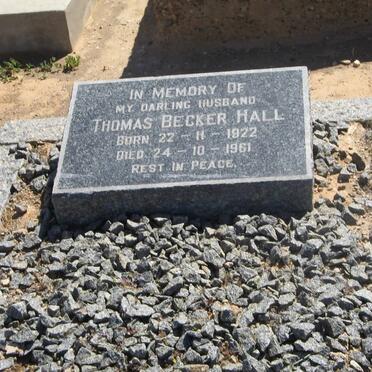 IN MEMORY OF
MY DARLING HUSBAND
THOMAS BECKER HALL
BORN 22 - 11 - 1922
DIED 24 - 10 - 1961
REST IN PEACE.